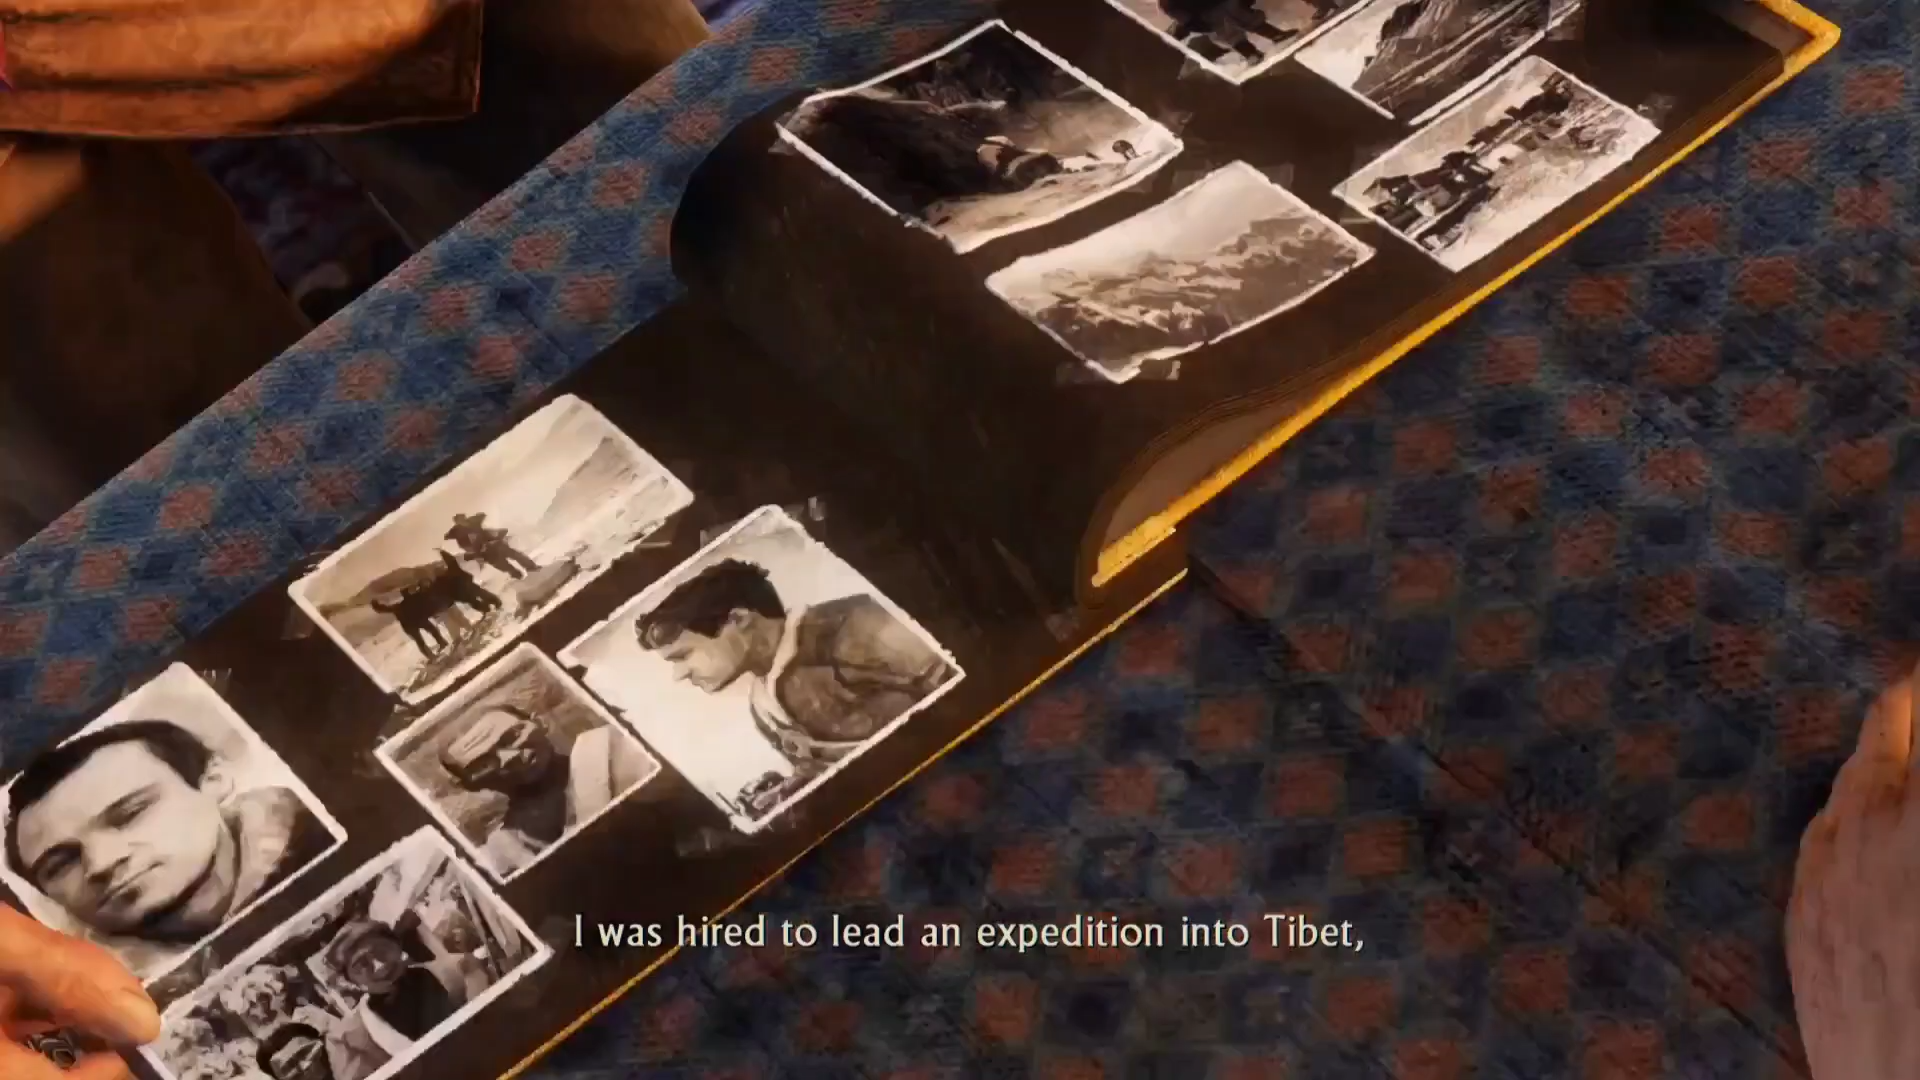 I was hired to lead an expedition into Tibet,